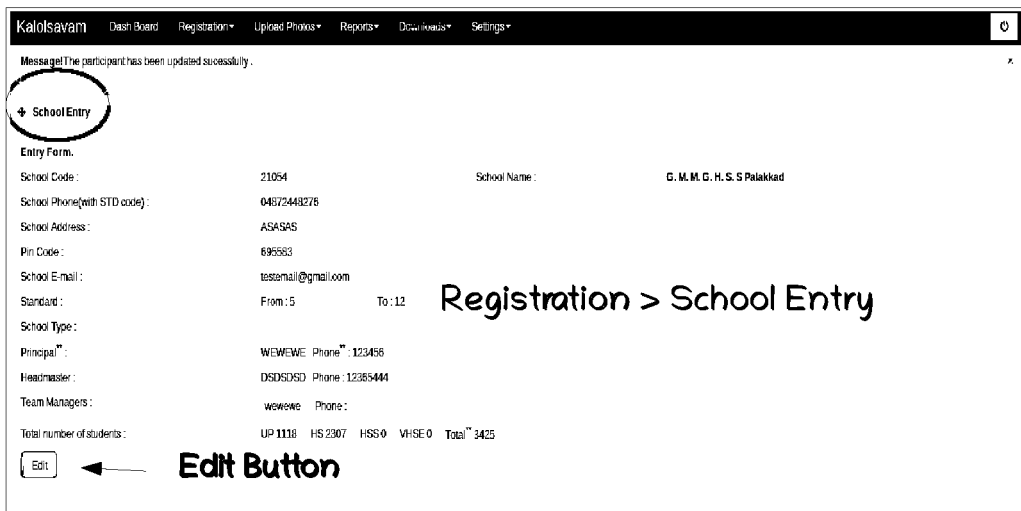 Kalolsavam Dash Board Registration Upload Photos Reports Downloads Settings
Message!The participant has been updated sucessfully . x
School Entry
Entry Form.
School Code : 21054 School Name : G. M. M. G. H. S. S Palakkad
School Phone(with STD code) : 04872448276
School Address : ASASAS
Pin Code : 695583
School E-mail : testemail@gmail.com
Standard : From : 5 To : 12
Registration > School Entry
School Type :
Principal** : WEWEWE Phone** : 123456
Headmaster : DSDSDSD Phone : 12365444
Team Managers : wewewe Phone :
Total number of students : UP 1118 HS 2307 HSS 0 VHSE 0 Total** 3425
Edit Edit Button